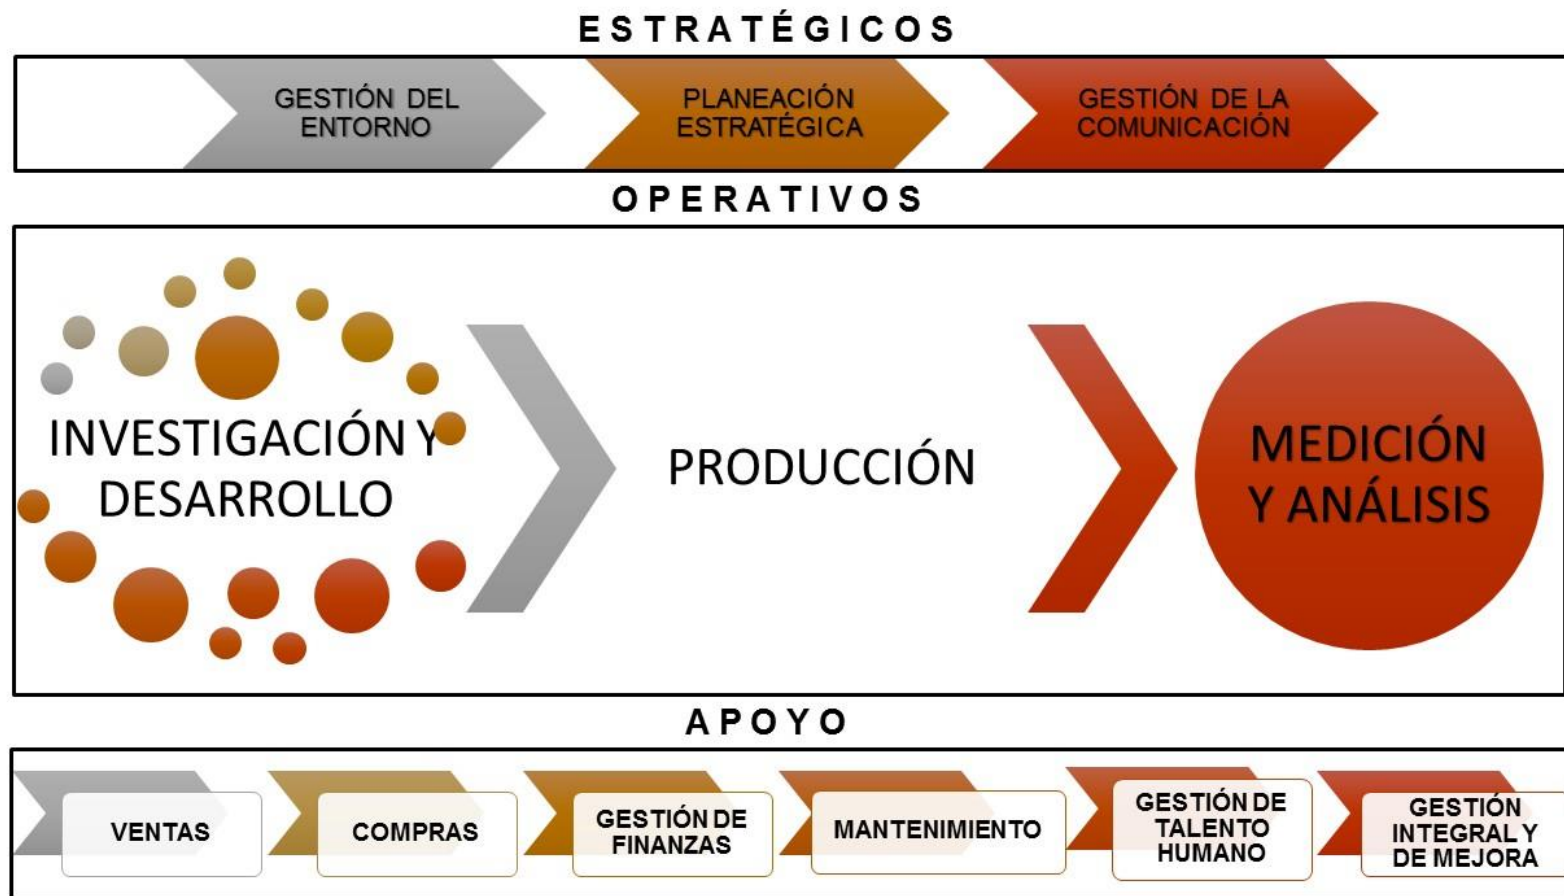 ESTRATÉGICOS
GESTIÓN DEL
ENTORNO
PLANEACIÓN
ESTRATÉGICA
GESTIÓN DE LA
COMUNICACIÓN
OPERATIVOS
INVESTIGACIÓN Y
DESARROLLO
PRODUCCIÓN
MEDICIÓN
Y ANÁLISIS
APOYO
VENTAS
COMPRAS
GESTIÓN DE
FINANZAS
MANTENIMIENTO
GESTIÓN DE
TALENTO
HUMANO
GESTIÓN
INTEGRAL Y
DE MEJORA